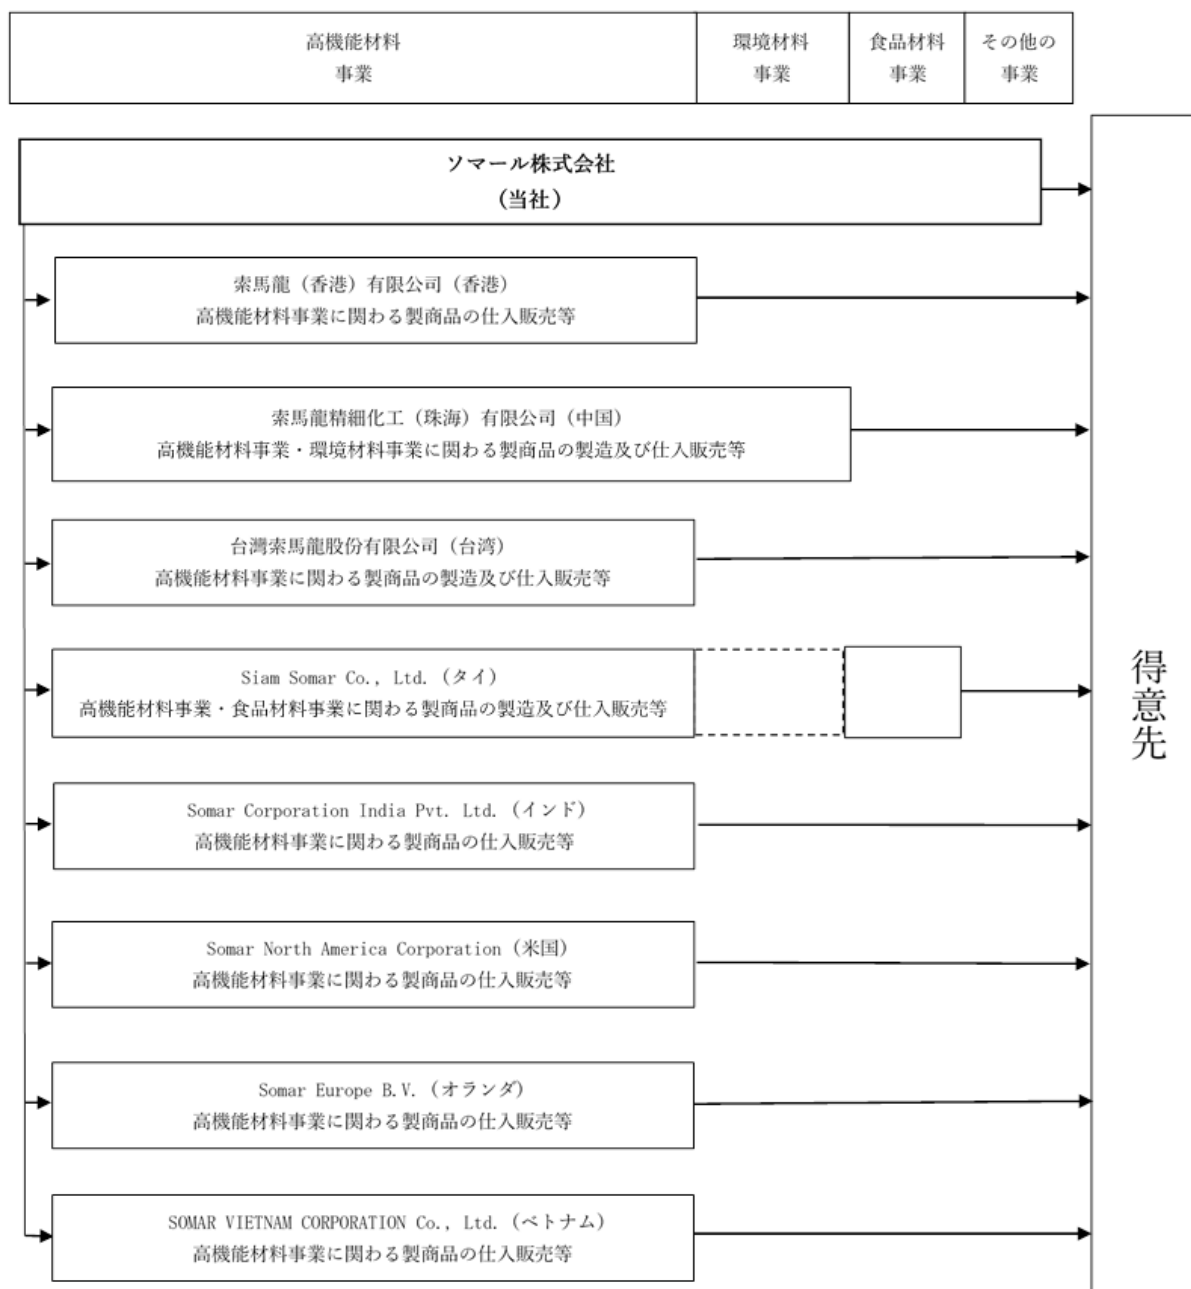 高機能材料
事業
環境材料
事業
食品材料
事業
その他の
事業
ソマール株式会社
（当社）
索馬龍（香港）有限公司（香港）
高機能材料事業に関わる製商品の仕入販売等
索馬龍精細化工（珠海）有限公司（中国）
高機能材料事業・環境材料事業に関わる製商品の製造及び仕入販売等
台灣索馬龍股份有限公司（台湾）
高機能材料事業に関わる製商品の製造及び仕入販売等
Siam Somar Co., Ltd.（タイ）
高機能材料事業・食品材料事業に関わる製商品の製造及び仕入販売等
Somar Corporation India Pvt. Ltd.（インド）
高機能材料事業に関わる製商品の仕入販売等
Somar North America Corporation（米国）
高機能材料事業に関わる製商品の仕入販売等
Somar Europe B.V.（オランダ）
高機能材料事業に関わる製商品の仕入販売等
SOMAR VIETNAM CORPORATION Co., Ltd.（ベトナム）
高機能材料事業に関わる製商品の仕入販売等
得意先